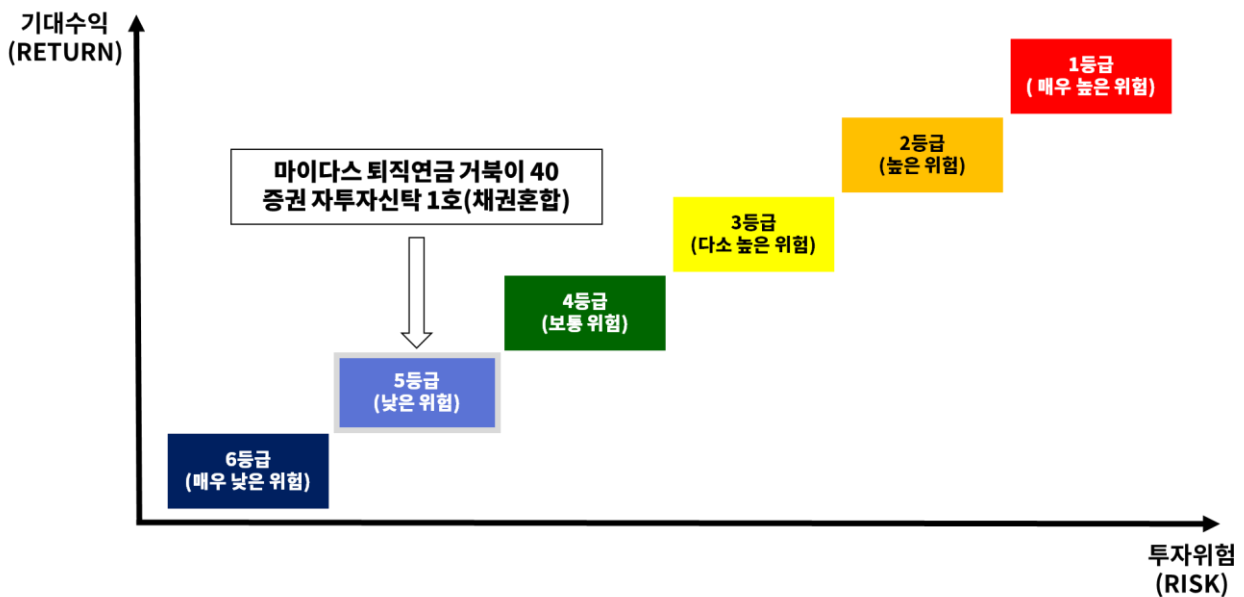 기대수익
(RETURN)
1등급
( 매우 높은 위험)
2등급
(높은 위험)
마이다스 퇴직연금 거북이 40
증권 자투자신탁 1호(채권혼합)
3등급
(다소 높은 위험)
4등급
(보통 위험)
5등급
(낮은 위험)
6등급
(매우 낮은 위험)
투자위험
(RISK)